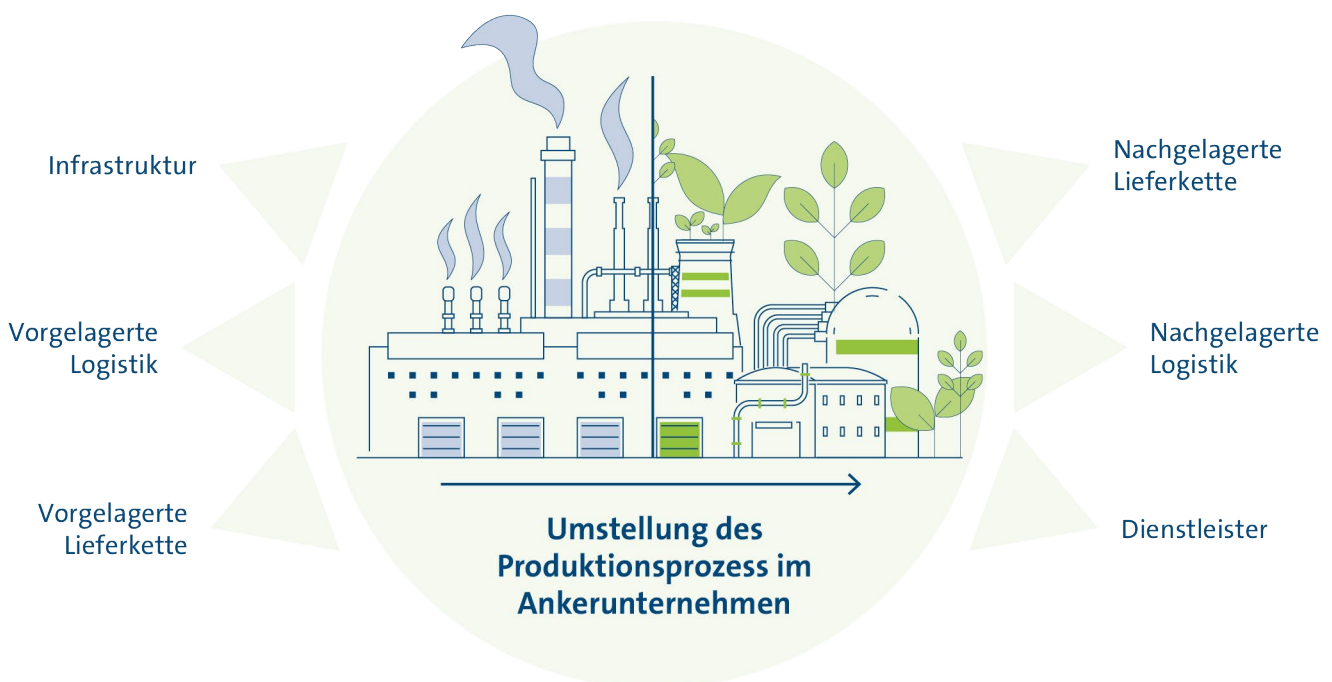 Infrastruktur
Vorgelagerte
Logistik
Vorgelagerte
Lieferkette
Nachgelagerte
Lieferkette
Nachgelagerte
Logistik
Dienstleister
Umstellung des
Produktionsprozess im
Ankerunternehmen